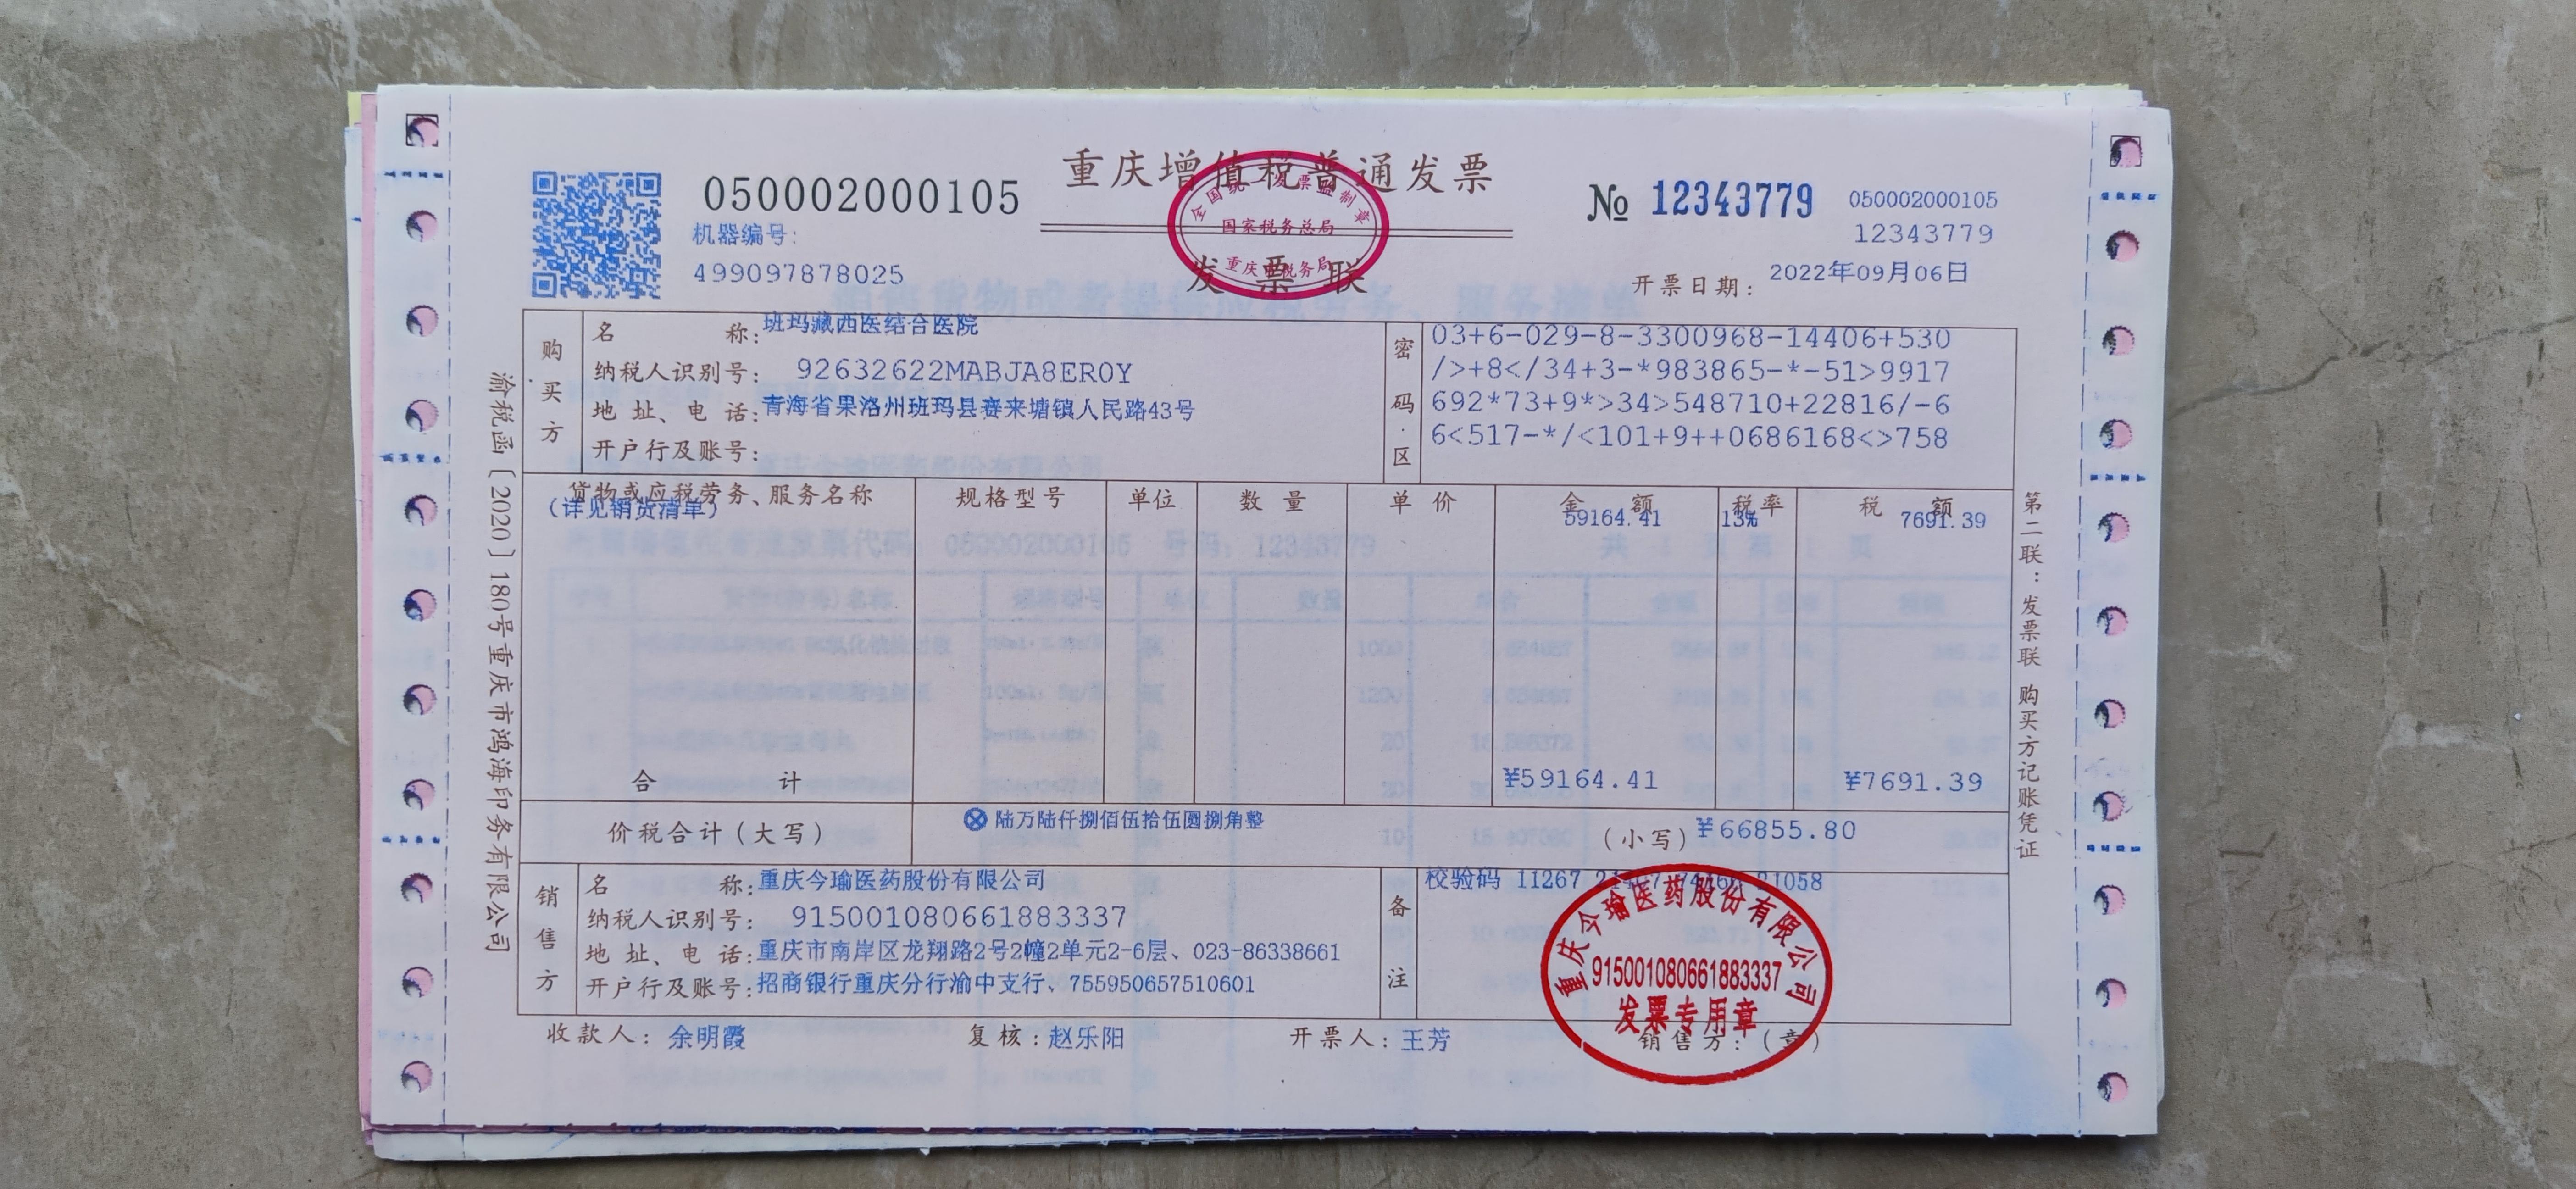 重庆增值税普通发票
全国统一发票监制章
国家税务总局
重庆市税务局
发票联
050002000105
机器编号:
499097878025
№ 12343779
050002000105
12343779
开票日期: 2022年09月06日
购买方
名称: 班玛藏西医结合医院
纳税人识别号: 92632622MABJA8ER0Y
地址、电话: 青海省果洛州班玛县赛来塘镇人民路43号
开户行及账号:
密码区
03+6-029-8-3300968-14406+530
/>+8</34+3-*983865-*-51>9917
692*73+9*>34>548710+22816/-6
6<517-*/<101+9++0686168<>758
货物或应税劳务、服务名称 规格型号 单位 数量 单价 金额 税率 税额
(详见销货清单) 59164.41 13% 7691.39
合计 ¥59164.41 ¥7691.39
价税合计(大写) ⊗陆万陆仟捌佰伍拾伍圆捌角整 (小写) ¥66855.80
销售方
名称: 重庆今瑜医药股份有限公司
纳税人识别号: 915001080661883337
地址、电话: 重庆市南岸区龙翔路2号2幢2单元2-6层、023-86338661
开户行及账号: 招商银行重庆分行渝中支行、755950657510601
备注
校验码 11267 21058
重庆今瑜医药股份有限公司
915001080661883337
发票专用章
收款人: 余明霞 复核: 赵乐阳 开票人: 王芳 销售方: (章)
渝税函〔2020〕180号重庆市鸿海印务有限公司
第二联:发票联 购买方记账凭证